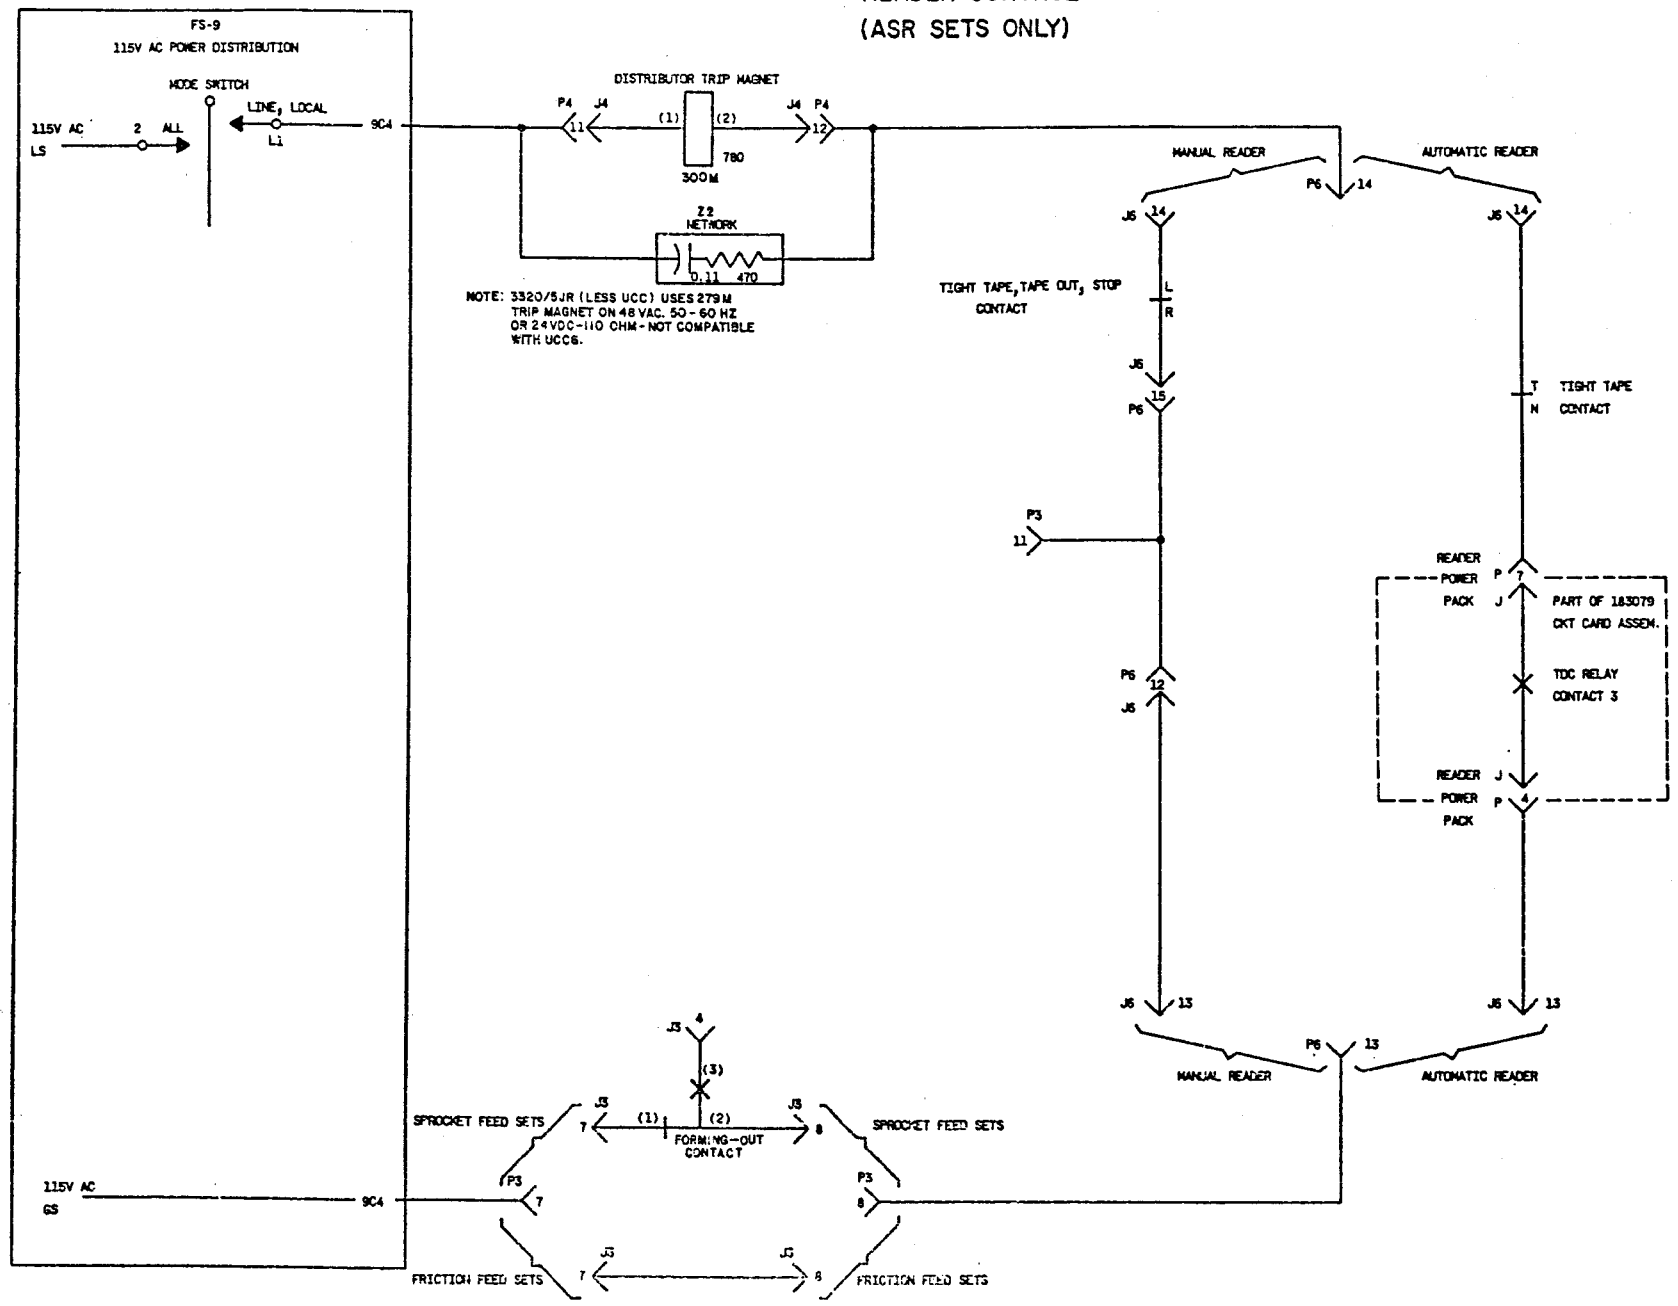 (ASR SETS ONLY)
FS-9
115V AC POWER DISTRIBUTION
MODE SWITCH
LINE, LOCAL
115V AC
LS
2 ALL
L1
9C4
DISTRIBUTOR TRIP MAGNET
P4 J4
11
(1) (2)
J4 P4
12
780
300M
Z2
NETWORK
0.11 470
NOTE: 3320/5JR (LESS UCC) USES 279M
TRIP MAGNET ON 48 VAC. 50-60 HZ
OR 24VDC-110 OHM-NOT COMPATIBLE
WITH UCC6.
MANUAL READER
AUTOMATIC READER
P6 14
J6 14
J6 14
TIGHT TAPE, TAPE OUT, STOP
CONTACT
L
R
J6
15
P6
T TIGHT TAPE
N CONTACT
P3
11
READER
POWER
PACK
P 7
J
PART OF 183079
CKT CARD ASSEM.
P6
12
J6
TDC RELAY
CONTACT 3
READER J
POWER P 4
PACK
J6 13
J6 13
P6 13
MANUAL READER
AUTOMATIC READER
J3 4
(3)
SPROCKET FEED SETS
J3
7
(1) (2)
J3
8
SPROCKET FEED SETS
FORMING-OUT
CONTACT
115V AC
GS
9C4
P3
7
P3
8
FRICTION FEED SETS
J3
7
J3
8
FRICTION FEED SETS